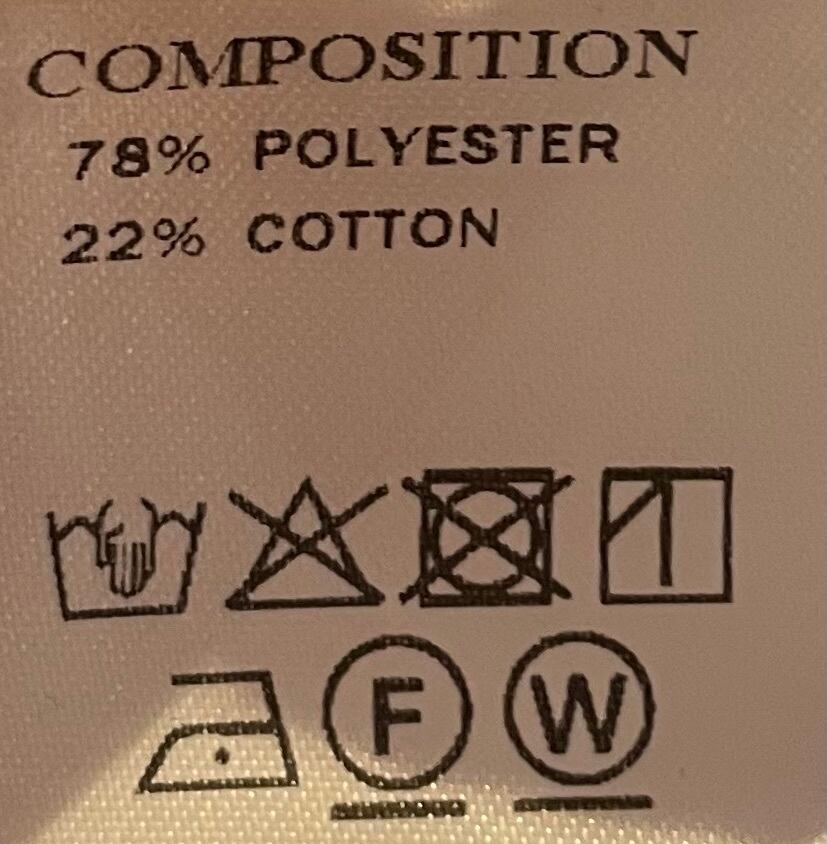 COMPOSITION
78% POLYESTER
22% COTTON
F W